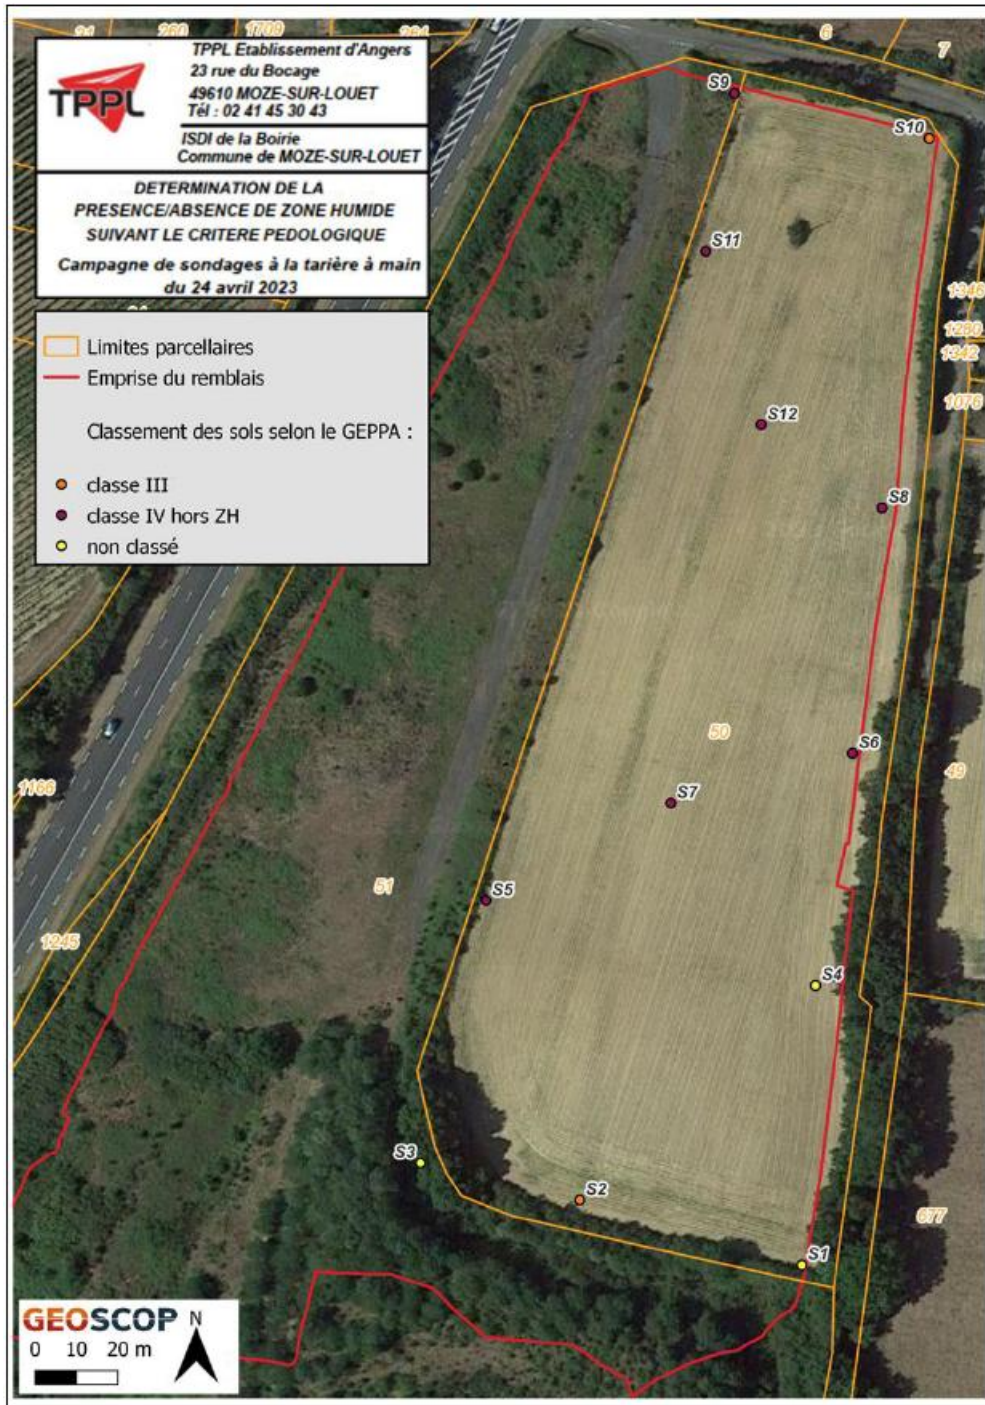 31
260
1709
281
6
7
TPPL
TPPL Etablissement d'Angers
23 rue du Bocage
49610 MOZE-SUR-LOUET
Tél : 02 41 45 30 43
ISDI de la Boirie
Commune de MOZE-SUR-LOUET
DETERMINATION DE LA
PRESENCE/ABSENCE DE ZONE HUMIDE
SUIVANT LE CRITERE PEDOLOGIQUE
Campagne de sondages à la tarière à main
du 24 avril 2023
Limites parcellaires
Emprise du remblais
Classement des sols selon le GEPPA :
classe III
classe IV hors ZH
non classé
S9
S10
S11
1346
1280
1342
1076
S12
S8
50
S6
49
1166
S7
51
S5
1245
S4
S3
S2
677
S1
GEOSCOP
N
0 10 20 m